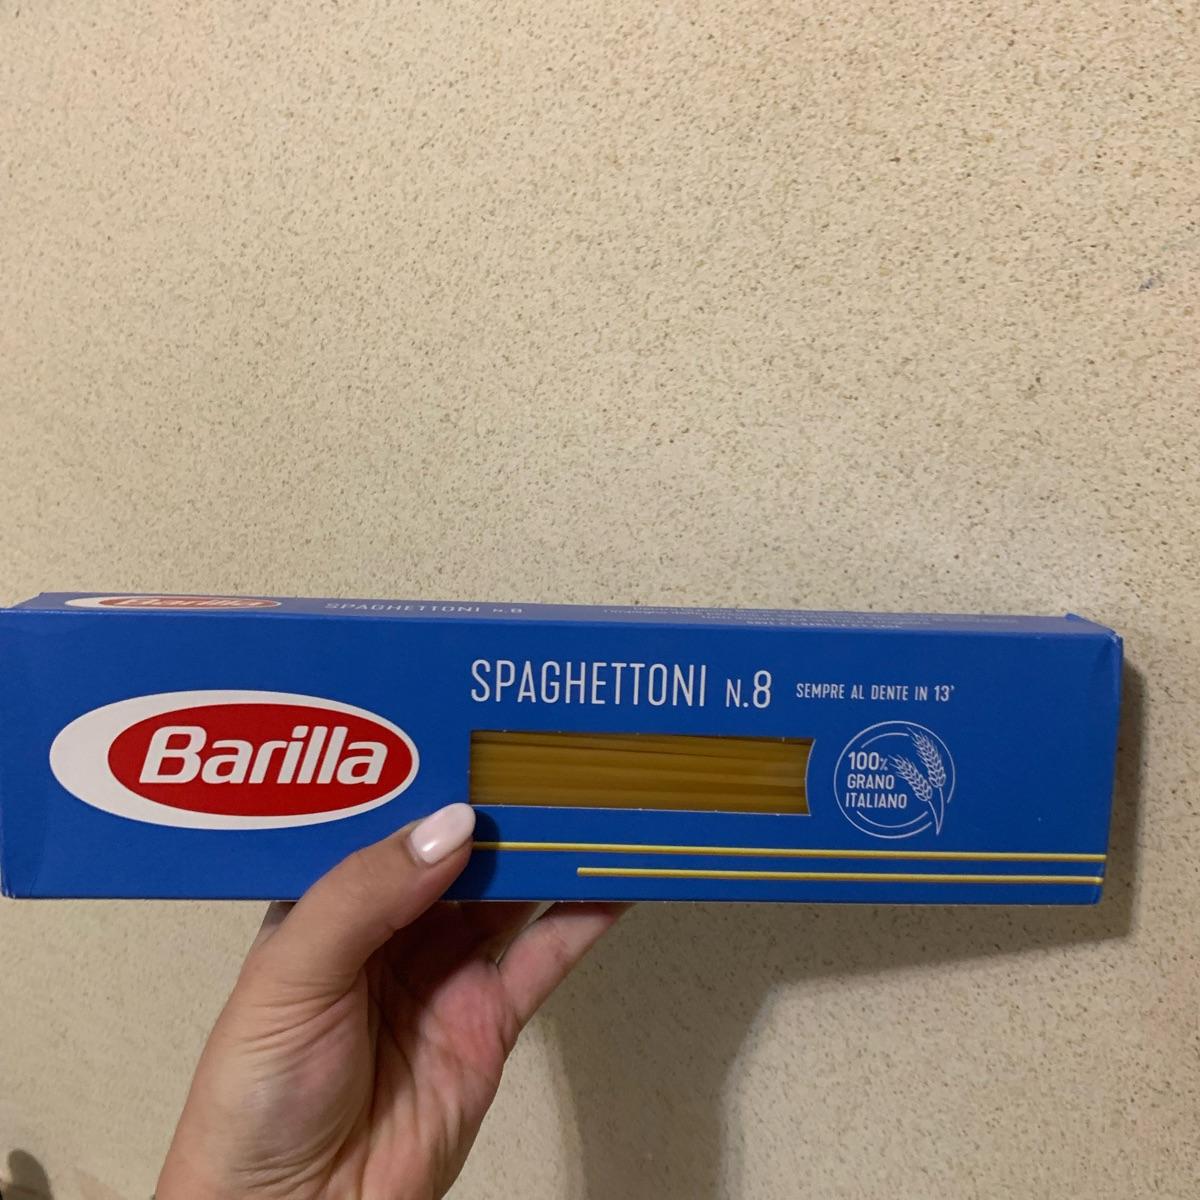 Barilla
SPAGHETTONI N.8
Barilla
SPAGHETTONI N.8
SEMPRE AL DENTE IN 13'
100%
GRANO
ITALIANO